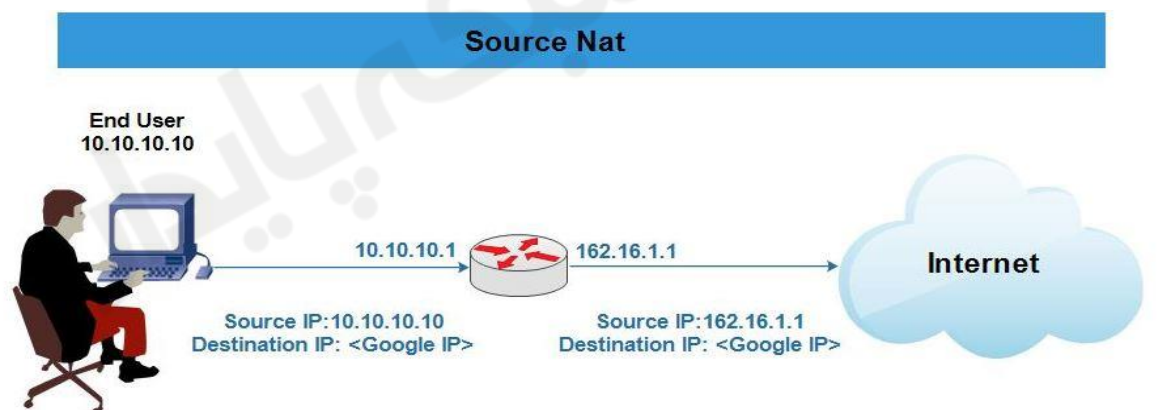 Source Nat
End User
10.10.10.10
10.10.10.1
162.16.1.1
Internet
Source IP:10.10.10.10
Destination IP: <Google IP>
Source IP:162.16.1.1
Destination IP: <Google IP>
پایدار